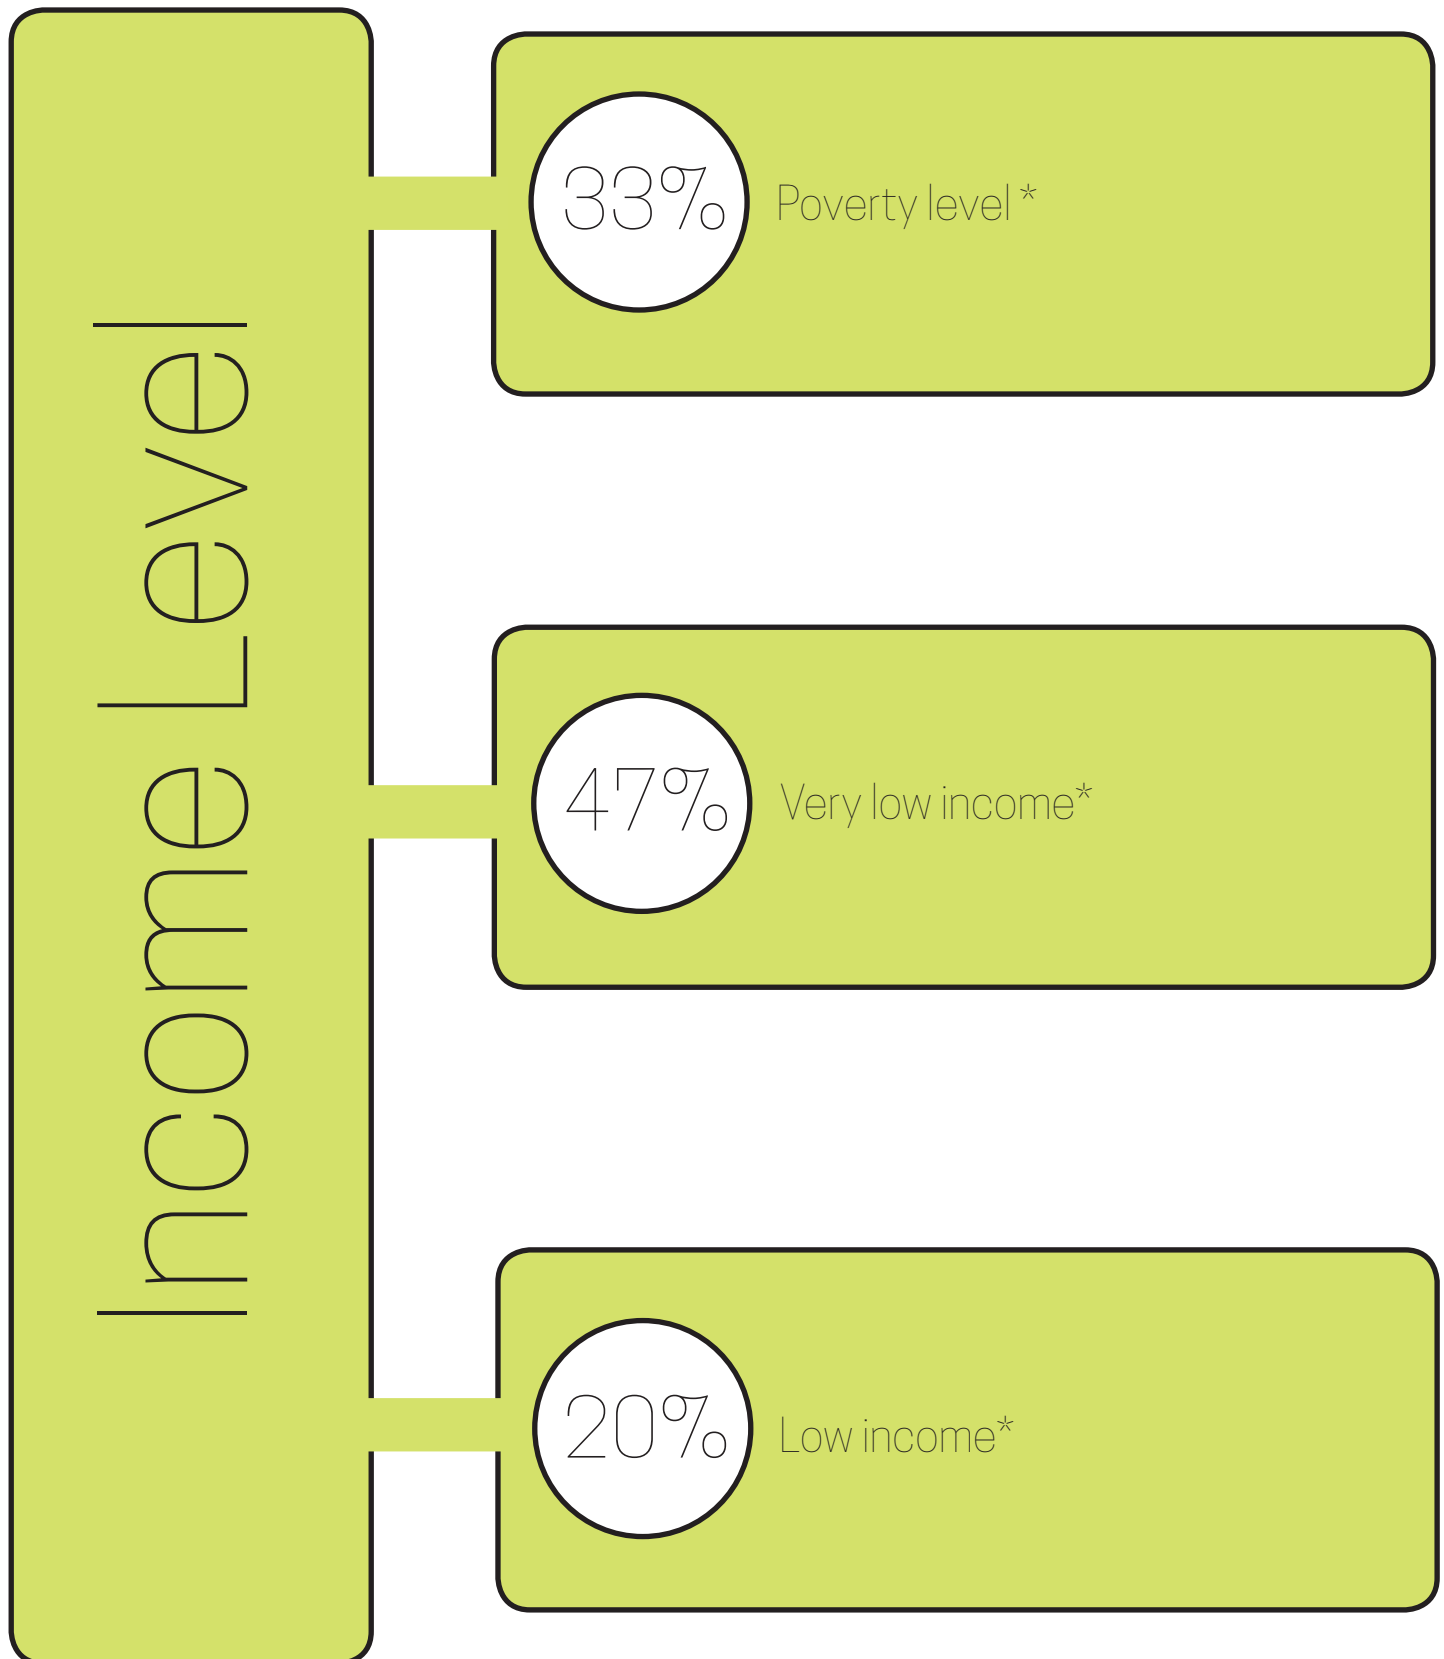 Income Level
33%
Poverty level *
47%
Very low income*
20%
Low income*